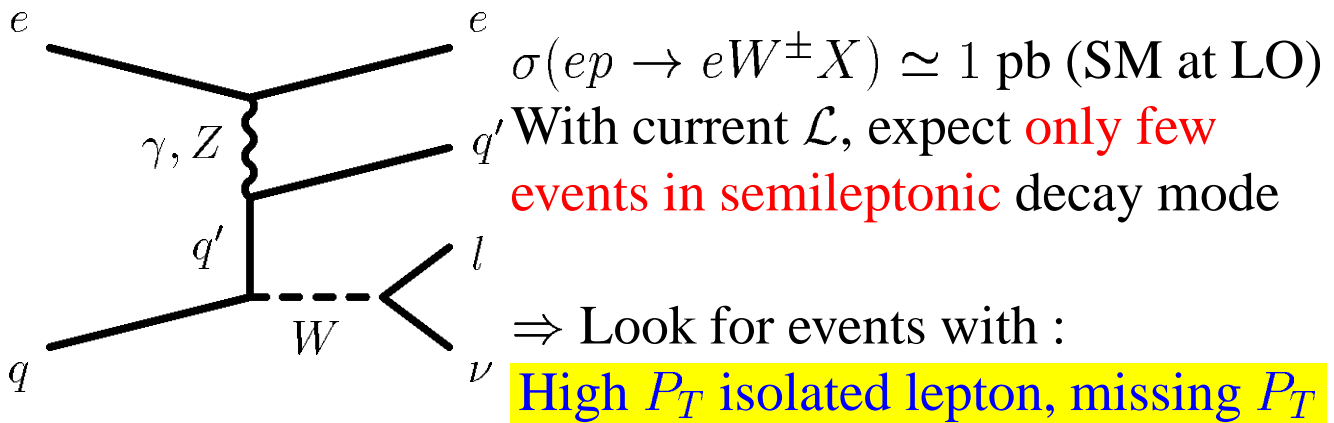 e
e
γ, Z
q′
q′
l
W
q
ν
σ(ep → eW±X) ≃ 1 pb (SM at LO)
With current ℒ, expect only few
events in semileptonic decay mode
⇒ Look for events with :
High P_T isolated lepton, missing P_T